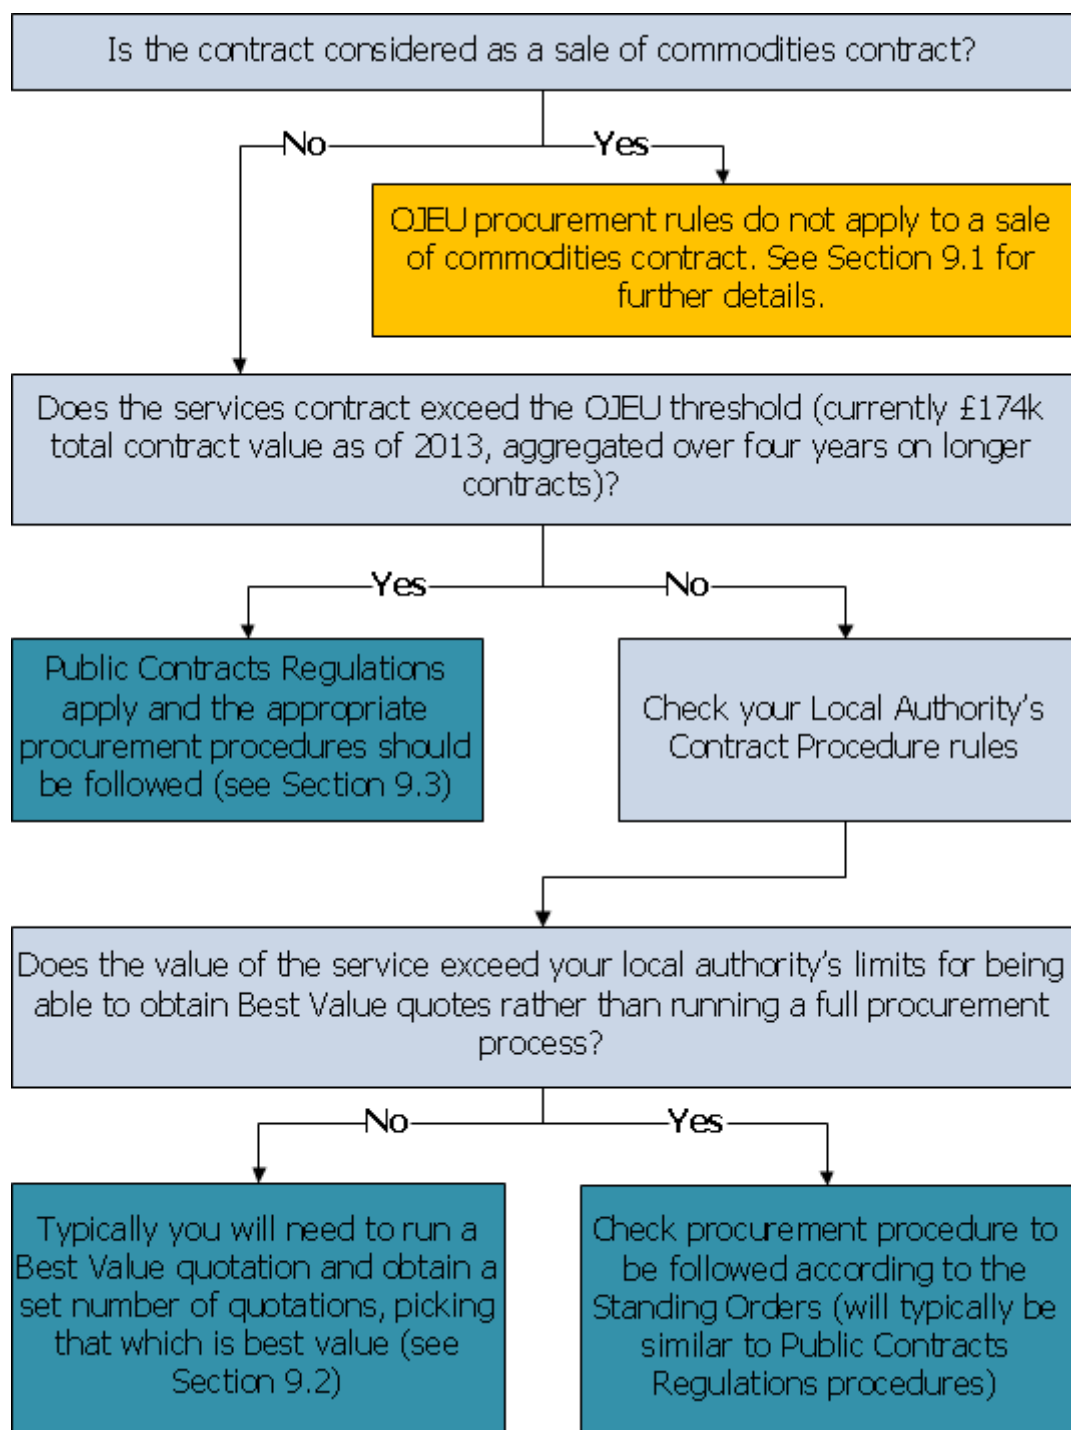 Is the contract considered as a sale of commodities contract?
No
Yes
OJEU procurement rules do not apply to a sale
of commodities contract. See Section 9.1 for
further details.
Does the services contract exceed the OJEU threshold (currently £174k
total contract value as of 2013, aggregated over four years on longer
contracts)?
Yes
No
Public Contracts Regulations
apply and the appropriate
procurement procedures should
be followed (see Section 9.3)
Check your Local Authority's
Contract Procedure rules
Does the value of the service exceed your local authority's limits for being
able to obtain Best Value quotes rather than running a full procurement
process?
No
Yes
Typically you will need to run a
Best Value quotation and obtain a
set number of quotations, picking
that which is best value (see
Section 9.2)
Check procurement procedure to
be followed according to the
Standing Orders (will typically be
similar to Public Contracts
Regulations procedures)